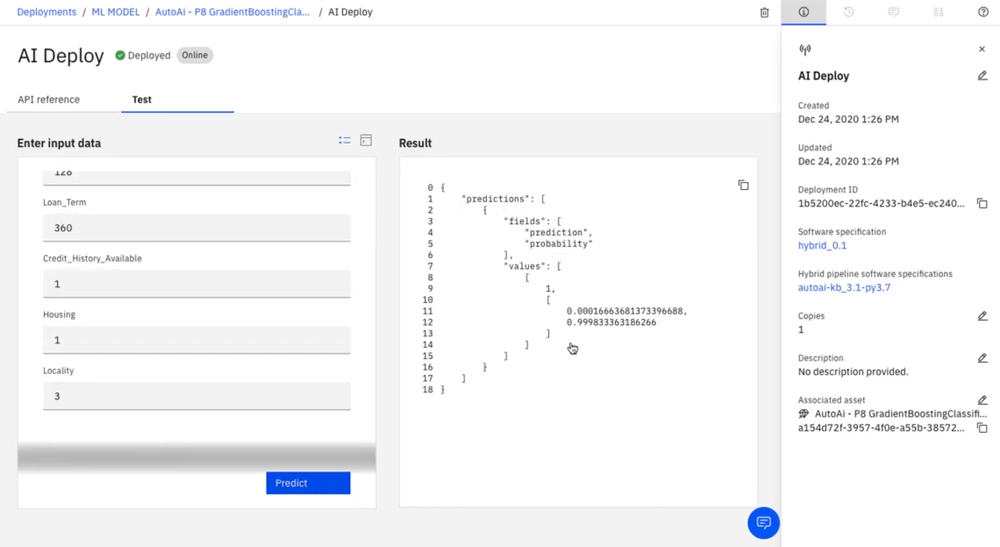 Deployments / ML MODEL / AutoAi - P8 GradientBoostingCla... / AI Deploy
AI Deploy Deployed Online
API reference Test
Enter input data
128
Loan_Term
360
Credit_History_Available
1
Housing
1
Locality
3
Predict
Result
0 {
1 "predictions": [
2 {
3 "fields": [
4 "prediction",
5 "probability"
6 ],
7 "values": [
8 [
9 1,
10 [
11 0.00016663681373396688,
12 0.999833363186266
13 ]
14 ]
15 ]
16 }
17 ]
18 }
AI Deploy
Created
Dec 24, 2020 1:26 PM
Updated
Dec 24, 2020 1:26 PM
Deployment ID
1b5200ec-22fc-4233-b4e5-ec240...
Software specification
hybrid_0.1
Hybrid pipeline software specifications
autoai-kb_3.1-py3.7
Copies
1
Description
No description provided.
Associated asset
AutoAi - P8 GradientBoostingClassifi...
a154d72f-3957-4f0e-a55b-38572...